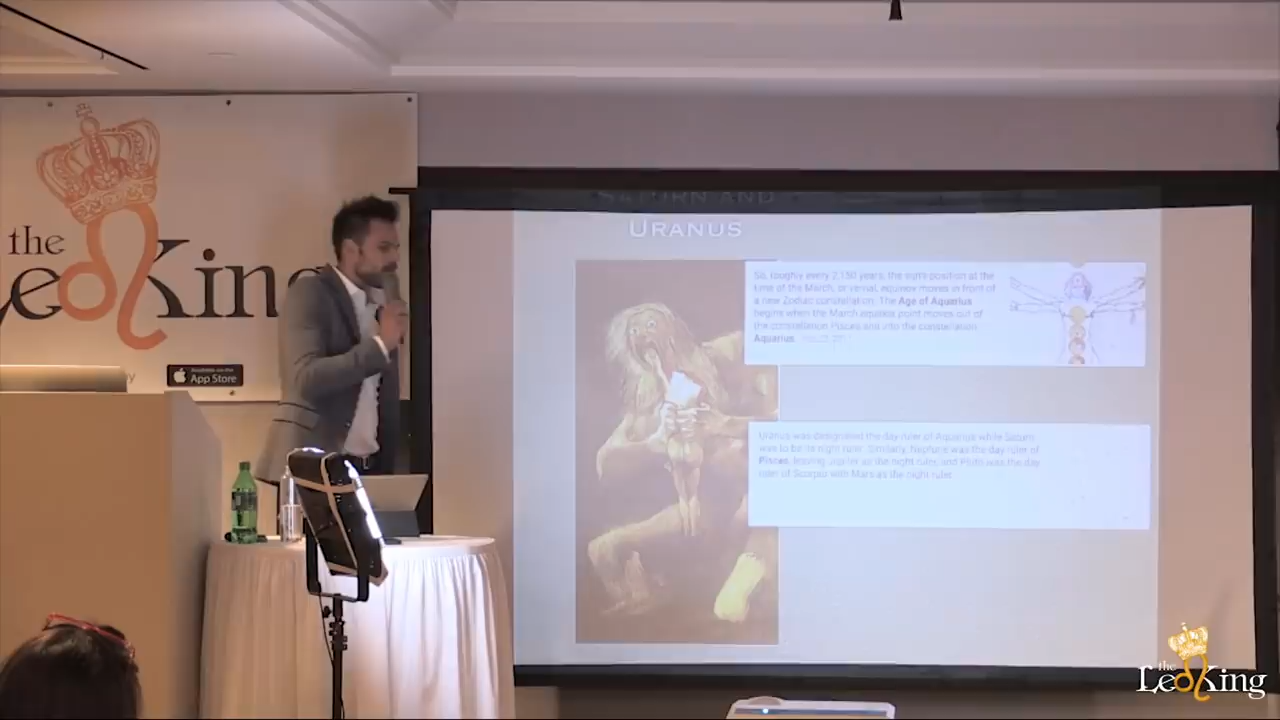 the
LeoKing
Available on the
App Store
SATURN AND
URANUS
So, roughly every 2,150 years, the sun's position at the
time of the March, or vernal, equinox moves in front of
a new Zodiac constellation. The Age of Aquarius
begins when the March equinox point moves out of
the constellation Pisces and into the constellation
Aquarius.
Uranus was designated the day ruler of Aquarius while Saturn
was to be its night ruler. Similarly, Neptune was the day ruler of
Pisces, leaving Jupiter as the night ruler, and Pluto was the day
ruler of Scorpio with Mars as the night ruler.
the
LeoKing